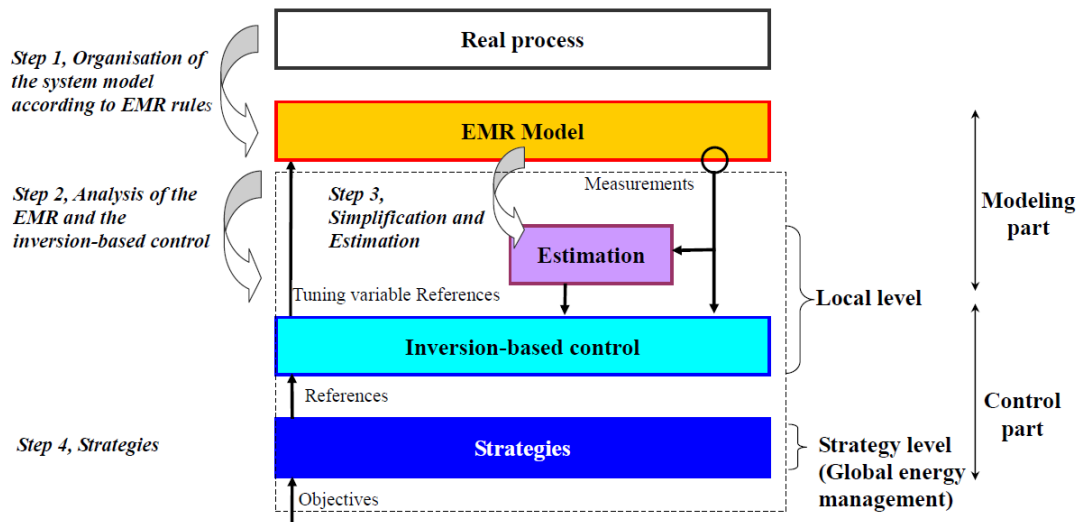 Real process
Step 1, Organisation of
the system model
according to EMR rules
EMR Model
Step 2, Analysis of the
EMR and the
inversion-based control
Step 3,
Simplification and
Estimation
Measurements
Modeling
part
Estimation
Tuning variable References
Local level
Inversion-based control
References
Control
part
Step 4, Strategies
Strategies
Strategy level
(Global energy
management)
Objectives